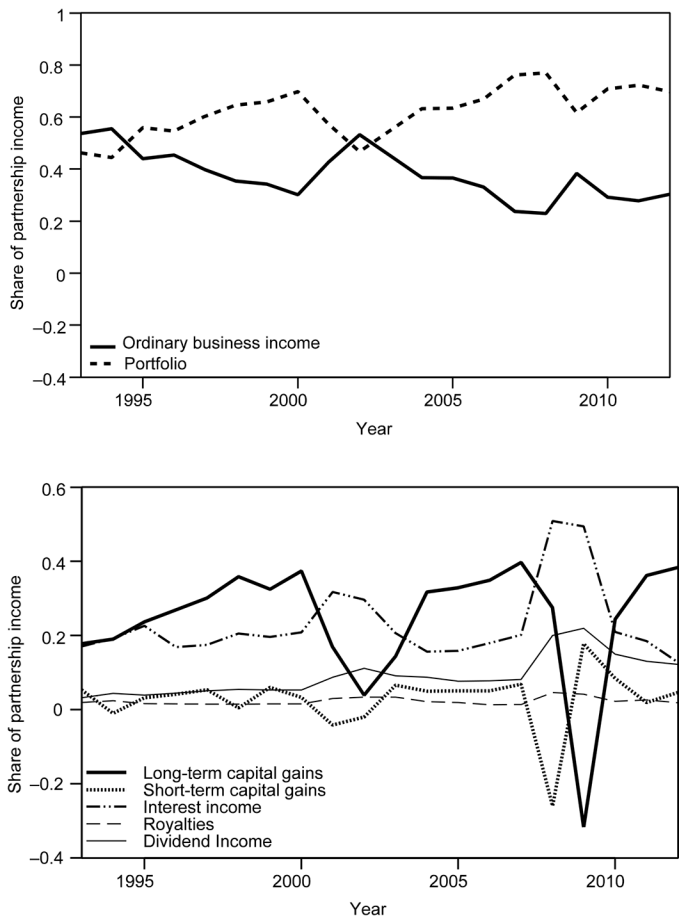 1
0.8
0.6
0.4
0.2
0
–0.2
–0.4
Share of partnership income
Ordinary business income
Portfolio
1995
2000
2005
2010
Year
0.6
0.4
0.2
0
–0.2
–0.4
Share of partnership income
Long-term capital gains
Short-term capital gains
Interest income
Royalties
Dividend Income
1995
2000
2005
2010
Year